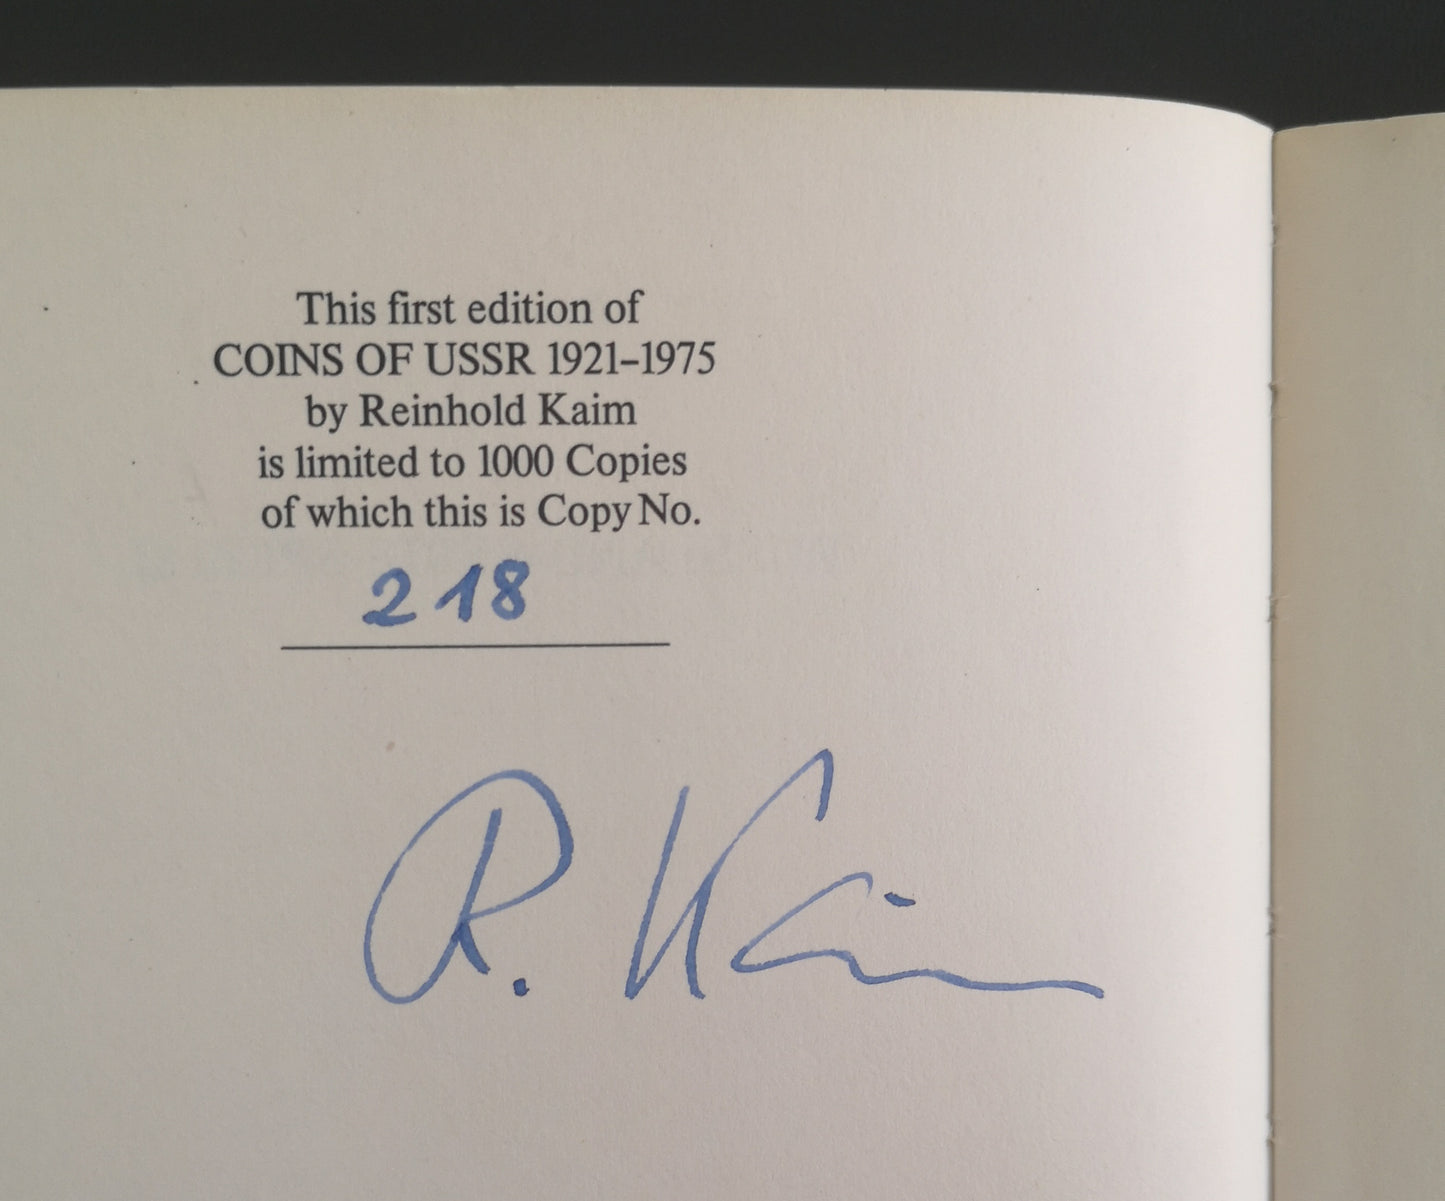 This first edition of
COINS OF USSR 1921–1975
by Reinhold Kaim
is limited to 1000 Copies
of which this is Copy No.
218
R. Kaim